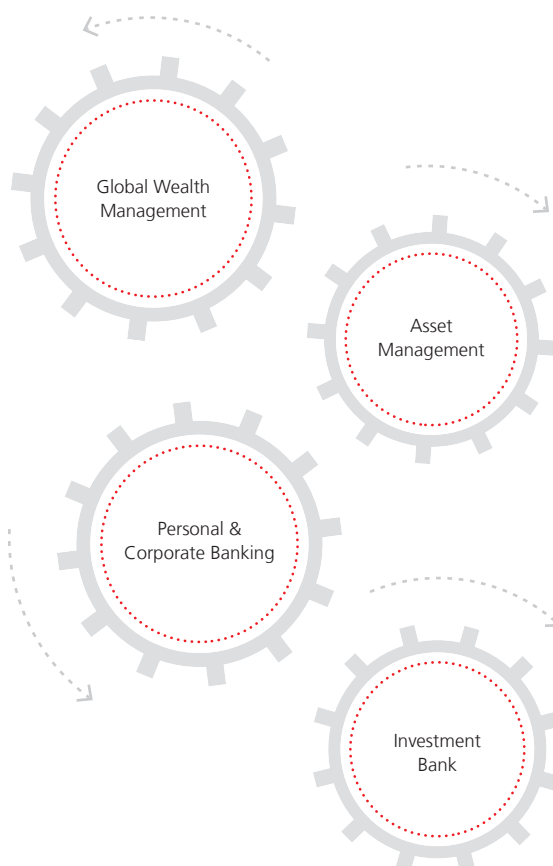 Global Wealth
Management
Asset
Management
Personal &
Corporate Banking
Investment
Bank